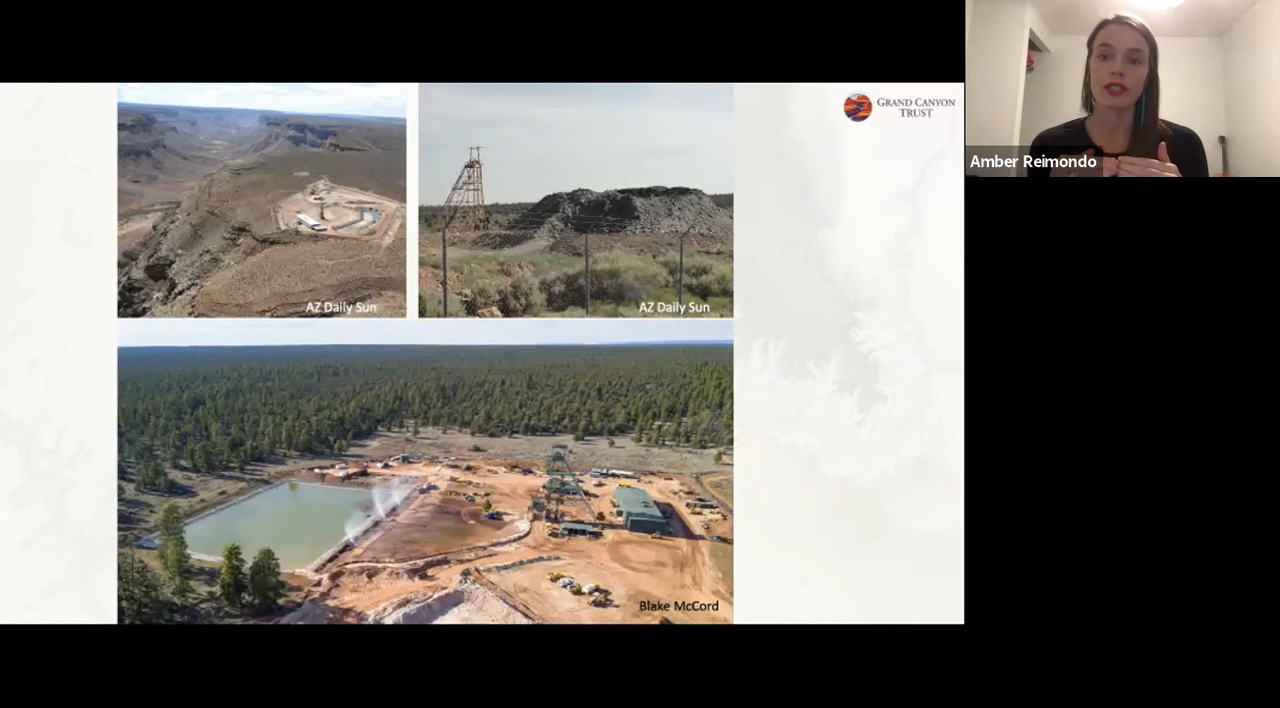 GRAND CANYON
TRUST
Amber Reimondo
AZ Daily Sun
AZ Daily Sun
Blake McCord